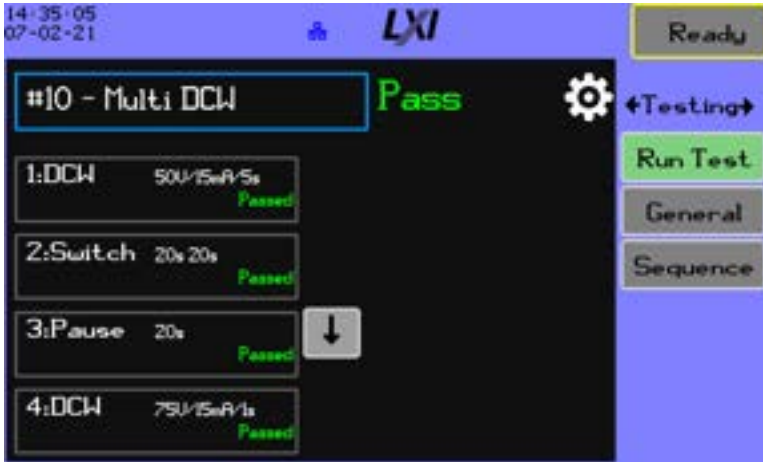 14:35:05
07-02-21
LXI
Ready
#10 - Multi DCW
Pass
Testing
1:DCW 50V/15mA/5s
Passed
Run Test
General
2:Switch 20s 20s
Passed
Sequence
3:Pause 20s
Passed
4:DCW 75V/15mA/1s
Passed